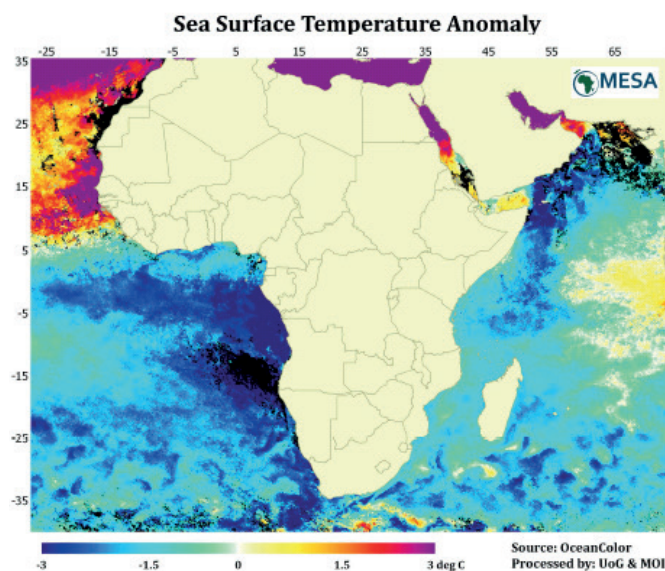 Sea Surface Temperature Anomaly
-25 -15 -5 5 15 25 35 45 55 65
35
MESA
25
15
5
-5
-15
-25
-35
-3 -1.5 0 1.5 3 deg C
Source: OceanColor
Processed by: UoG & MOI